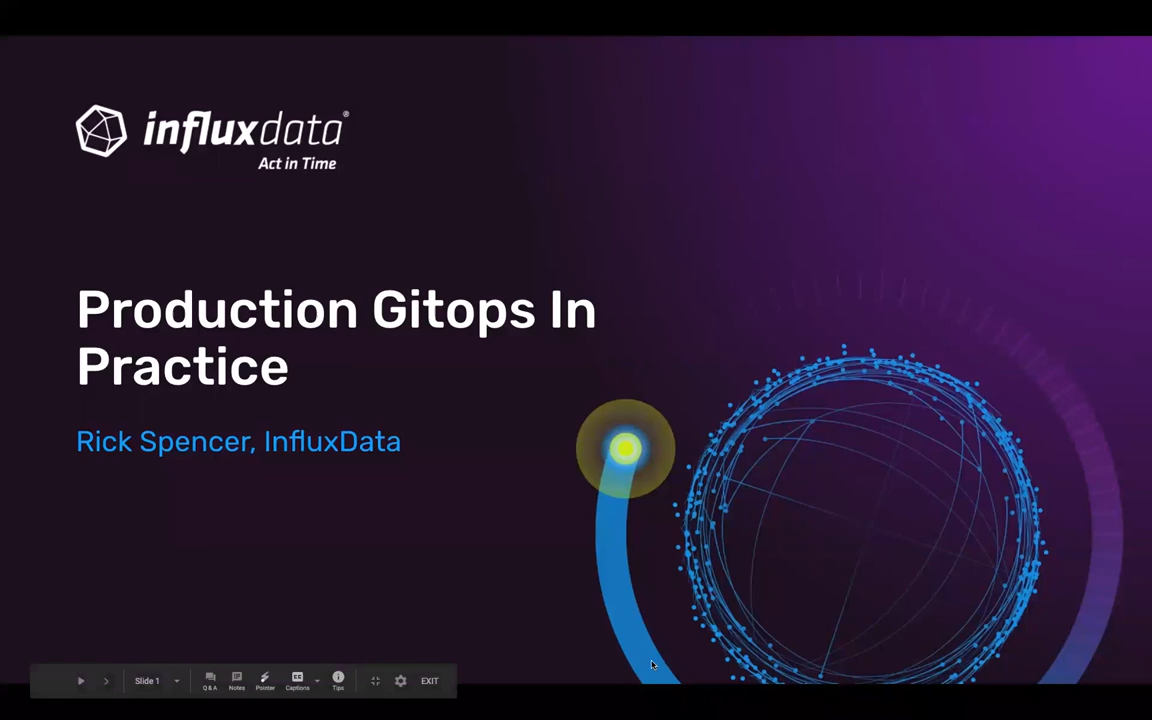 influxdata®
Act in Time
Production Gitops In
Practice
Rick Spencer, InfluxData
Slide 1
Q & A
Notes
Pointer
Captions
Tips
EXIT